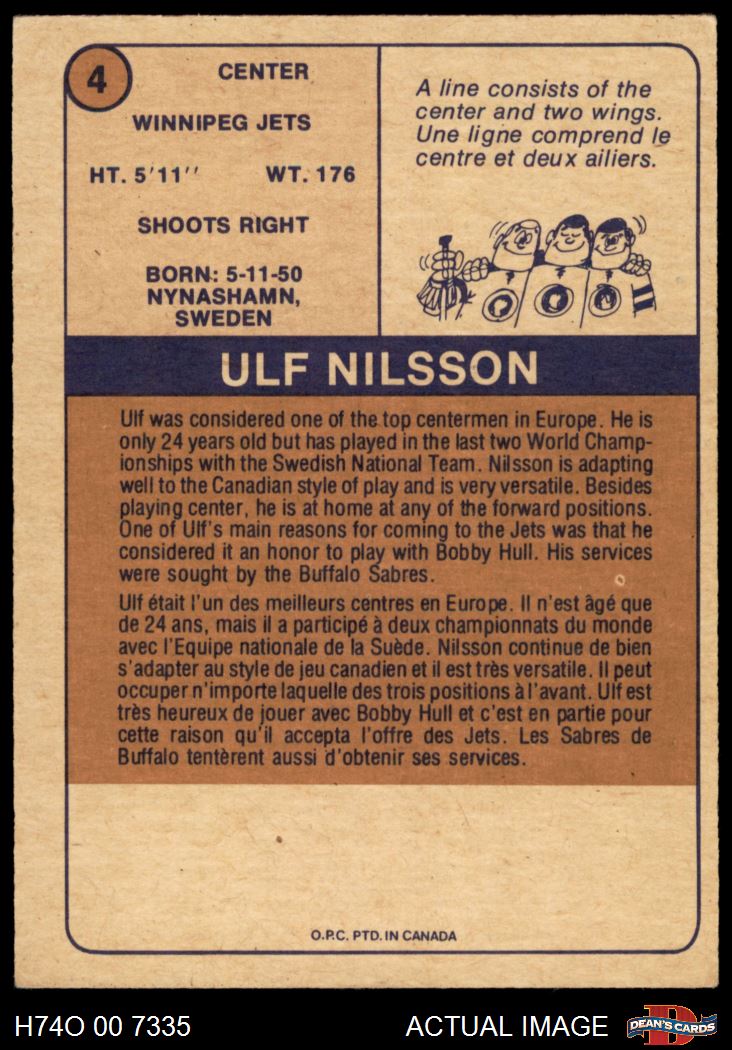 4
CENTER
WINNIPEG JETS
HT. 5'11'' WT. 176
SHOOTS RIGHT
BORN: 5-11-50
NYNASHAMN,
SWEDEN
A line consists of the
center and two wings.
Une ligne comprend le
centre et deux ailiers.
ULF NILSSON
Ulf was considered one of the top centermen in Europe. He is
only 24 years old but has played in the last two World Champ-
ionships with the Swedish National Team. Nilsson is adapting
well to the Canadian style of play and is very versatile. Besides
playing center, he is at home at any of the forward positions.
One of Ulf's main reasons for coming to the Jets was that he
considered it an honor to play with Bobby Hull. His services
were sought by the Buffalo Sabres.
Ulf était l'un des meilleurs centres en Europe. Il n'est âgé que
de 24 ans, mais il a participé à deux championnats du monde
avec l'Equipe nationale de la Suède. Nilsson continue de bien
s'adapter au style de jeu canadien et il est très versatile. Il peut
occuper n'importe laquelle des trois positions à l'avant. Ulf est
très heureux de jouer avec Bobby Hull et c'est en partie pour
cette raison qu'il accepta l'offre des Jets. Les Sabres de
Buffalo tentèrent aussi d'obtenir ses services.
O.P.C. PTD. IN CANADA
H74O 00 7335 ACTUAL IMAGE DEAN'S CARDS